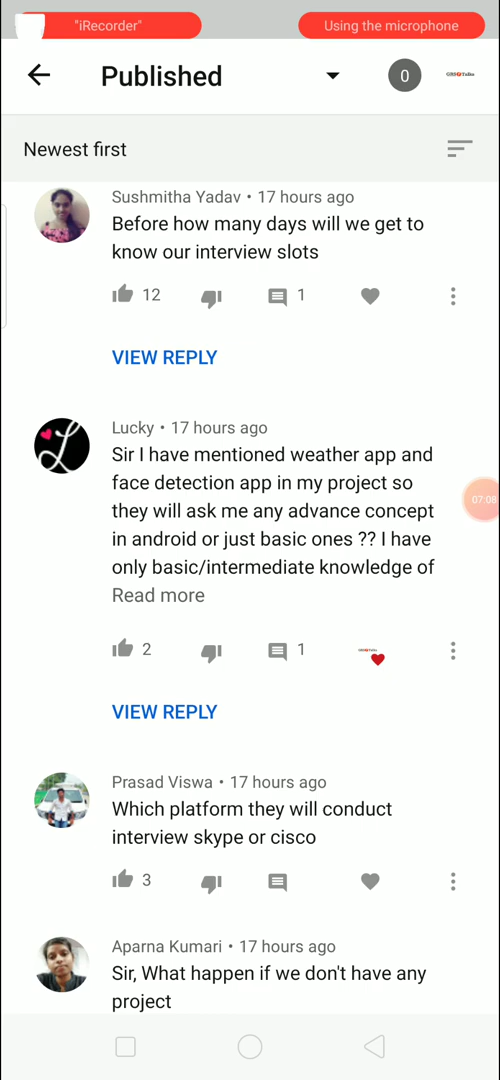 "iRecorder"
Using the microphone
Published
0
Newest first
Sushmitha Yadav • 17 hours ago
Before how many days will we get to
know our interview slots
12
1
VIEW REPLY
Lucky • 17 hours ago
Sir I have mentioned weather app and
face detection app in my project so
07:08
they will ask me any advance concept
in android or just basic ones ?? I have
only basic/intermediate knowledge of
Read more
2
1
VIEW REPLY
Prasad Viswa • 17 hours ago
Which platform they will conduct
interview skype or cisco
3
Aparna Kumari • 17 hours ago
Sir, What happen if we don't have any
project